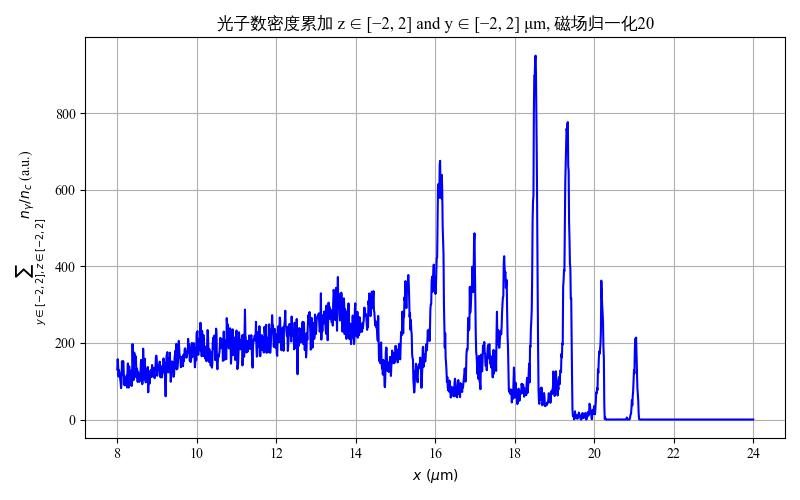 光子数密度累加 z ∈ [−2, 2] and y ∈ [−2, 2] μm, 磁场归一化20
∑ nγ/nc (a.u.)
y∈[−2, 2], z∈[−2, 2]
800
600
400
200
0
8 10 12 14 16 18 20 22 24
x (μm)